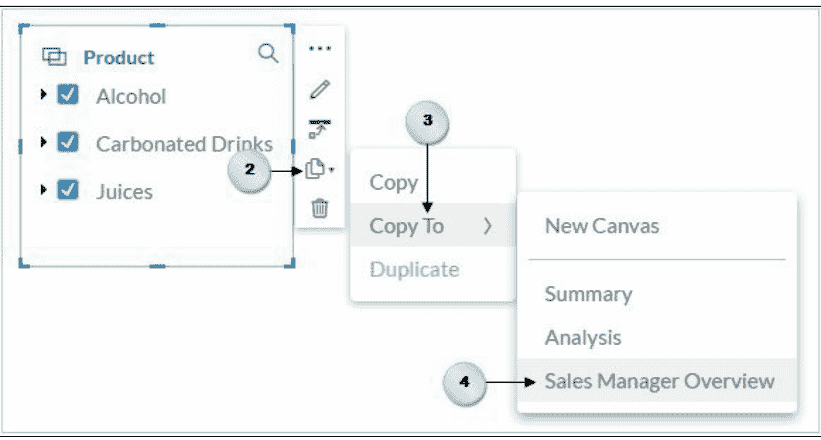 Product
Alcohol
Carbonated Drinks
Juices
2
3
Copy
Copy To
Duplicate
New Canvas
Summary
Analysis
4
Sales Manager Overview